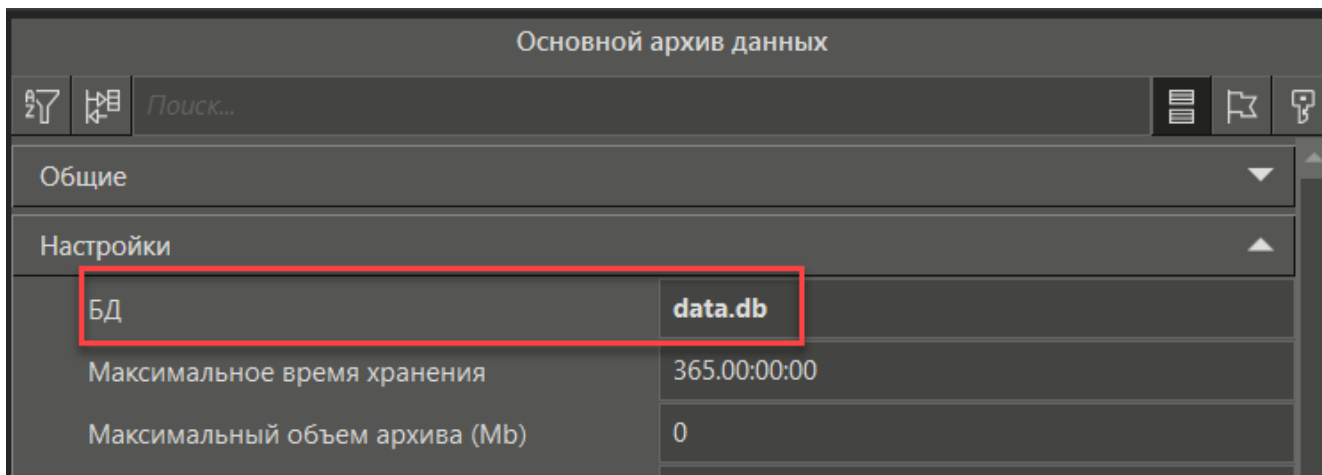 Основной архив данных
Поиск...
Общие
Настройки
БД data.db
Максимальное время хранения 365.00:00:00
Максимальный объем архива (Mb) 0